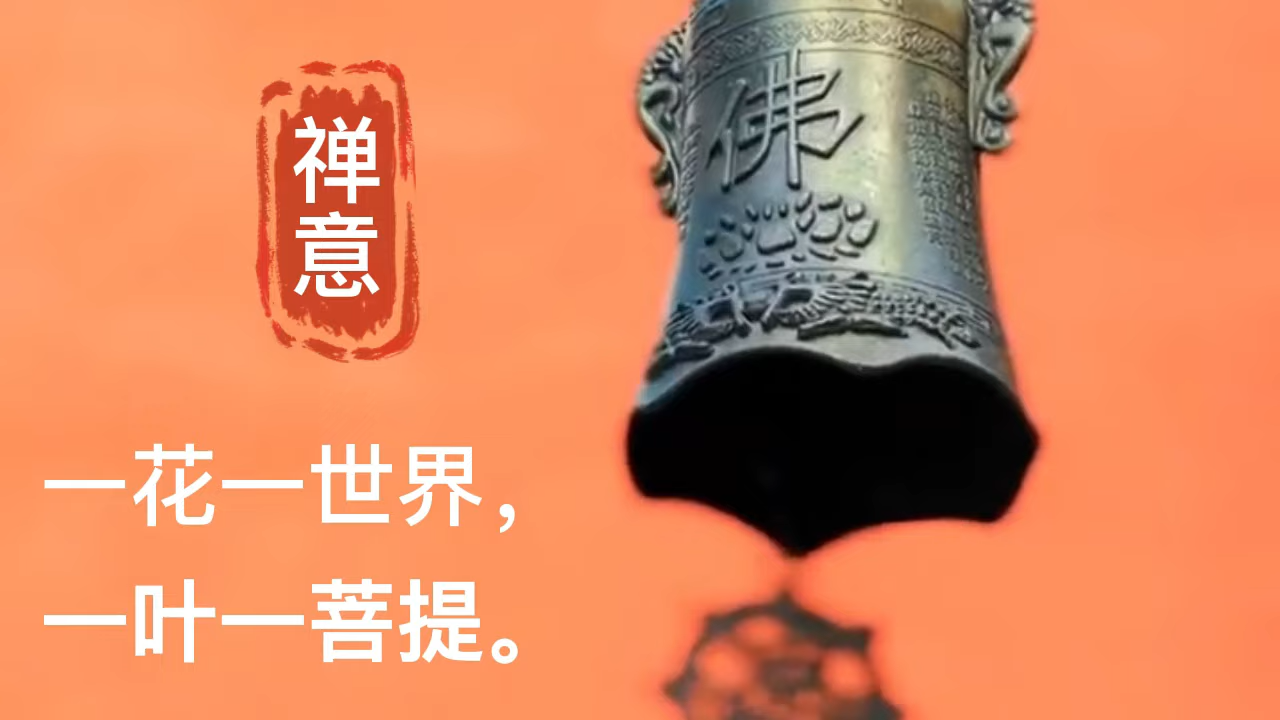 禅意
佛
一花一世界，
一叶一菩提。